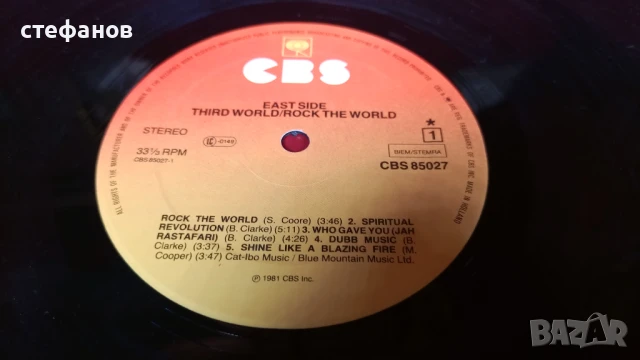 стефанов
CBS
EAST SIDE
THIRD WORLD/ROCK THE WORLD
STEREO
33⅓ RPM
CBS 85027-1
LC-0149
*
1
BIEM/STEMRA
CBS 85027
ROCK THE WORLD (S. Coore) (3:46) 2. SPIRITUAL
REVOLUTION (B. Clarke) (5:11) 3. WHO GAVE YOU (JAH
RASTAFARI) (B. Clarke) (4:26) 4. DUBB MUSIC (B.
Clarke) (3:37) 5. SHINE LIKE A BLAZING FIRE (M.
Cooper) (3:47) Cat-Ibo Music / Blue Mountain Music Ltd.
℗ 1981 CBS Inc.
BAZAR
bg